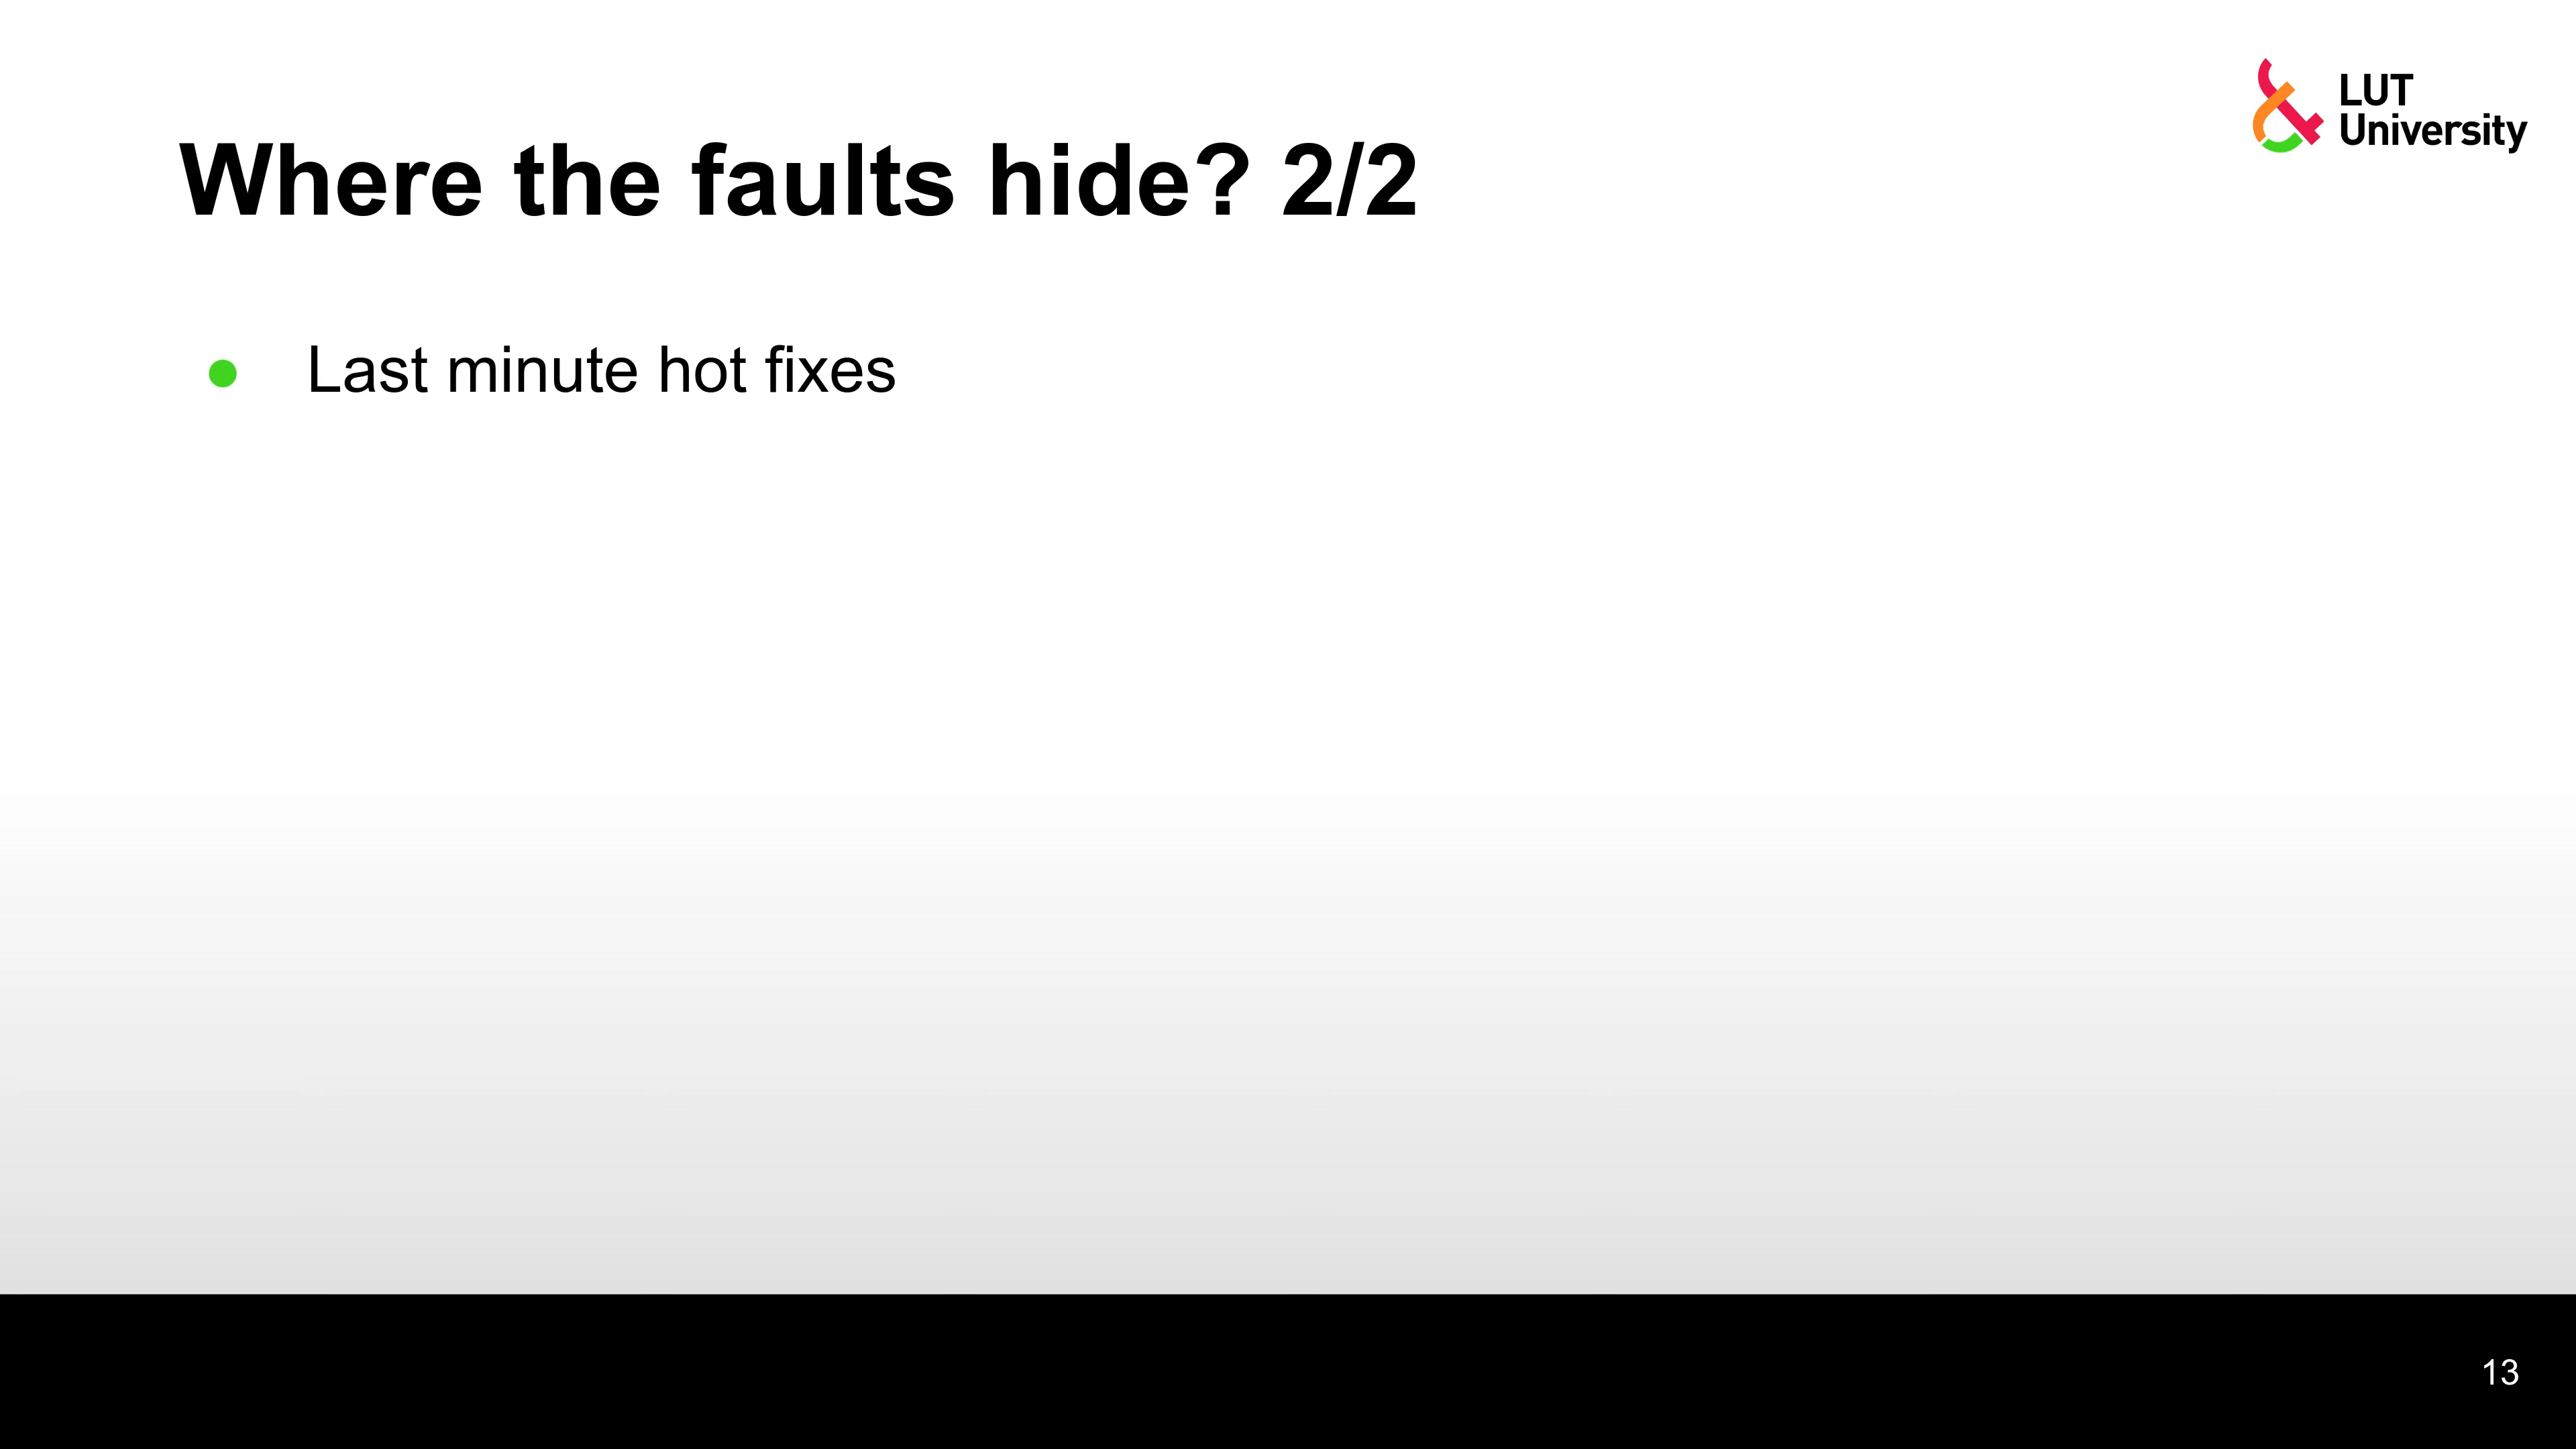 LUT
University
Where the faults hide? 2/2
● Last minute hot fixes
13